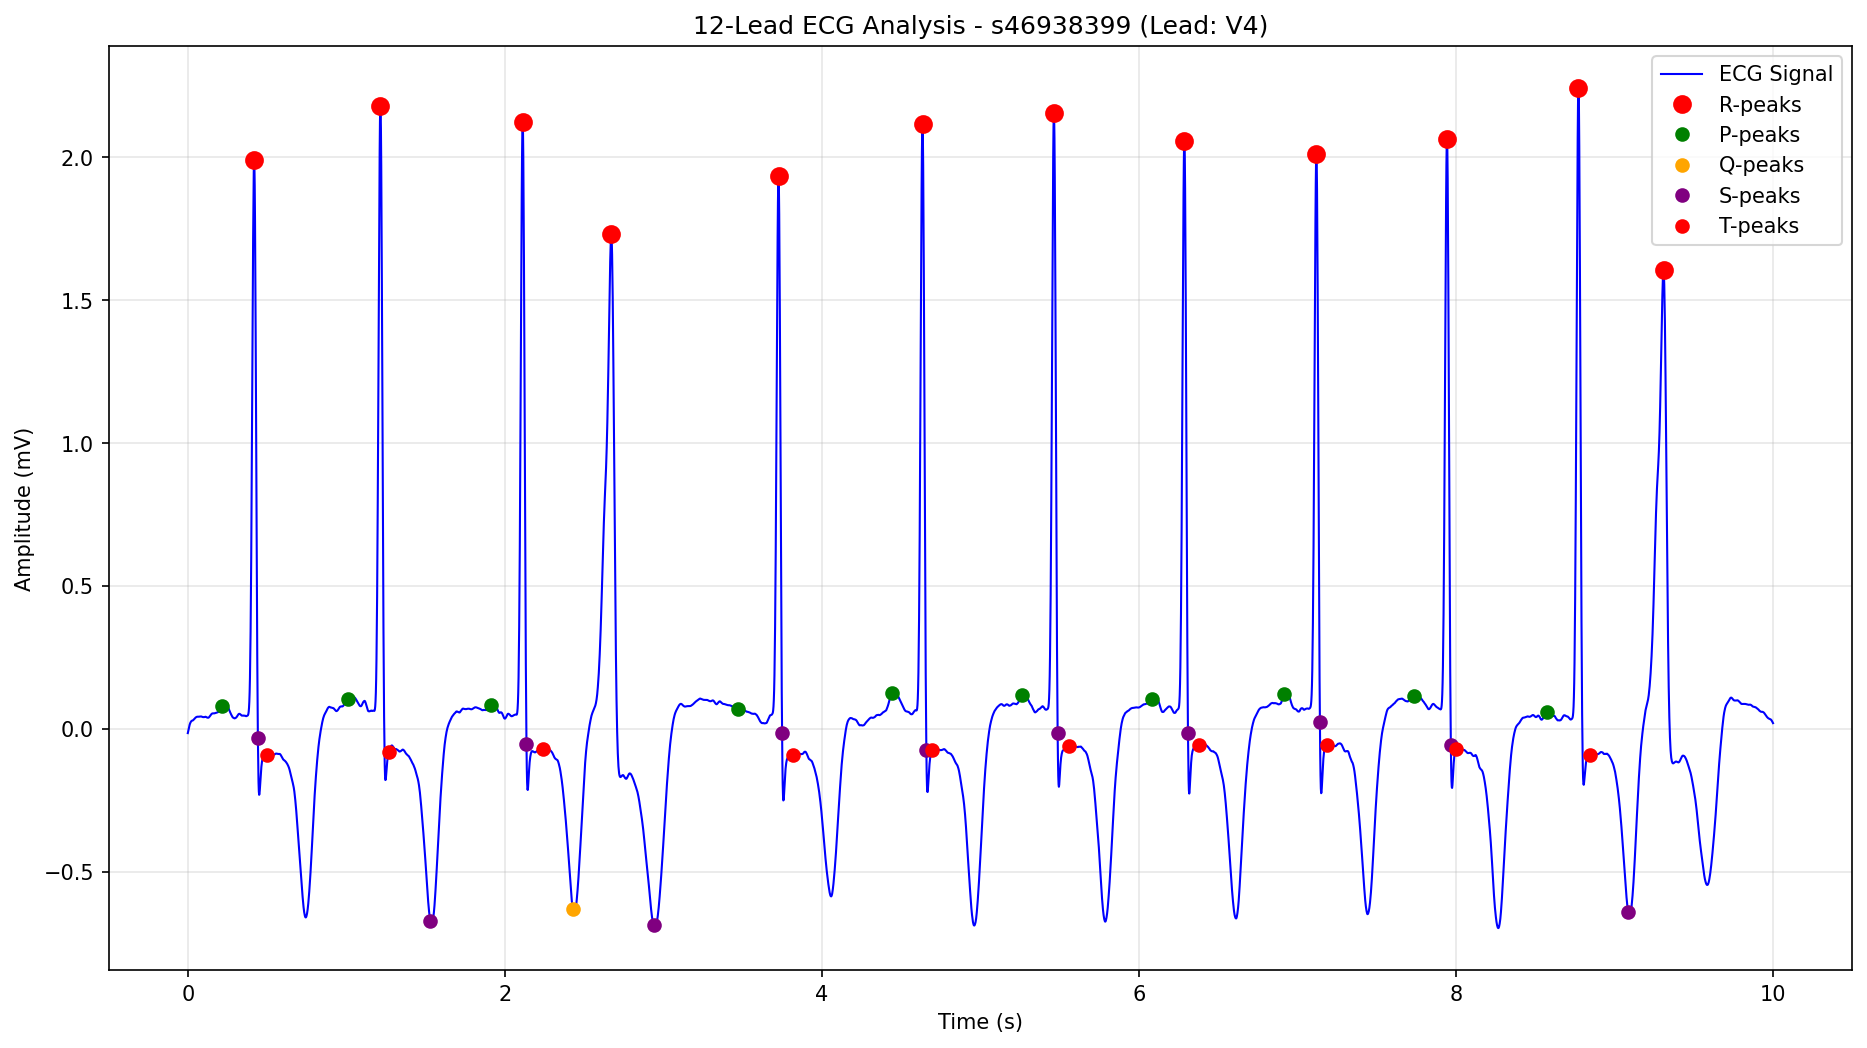 12-Lead ECG Analysis - s46938399 (Lead: V4)
ECG Signal
R-peaks
P-peaks
Q-peaks
S-peaks
T-peaks
Amplitude (mV)
2.0
1.5
1.0
0.5
0.0
−0.5
0 2 4 6 8 10
Time (s)